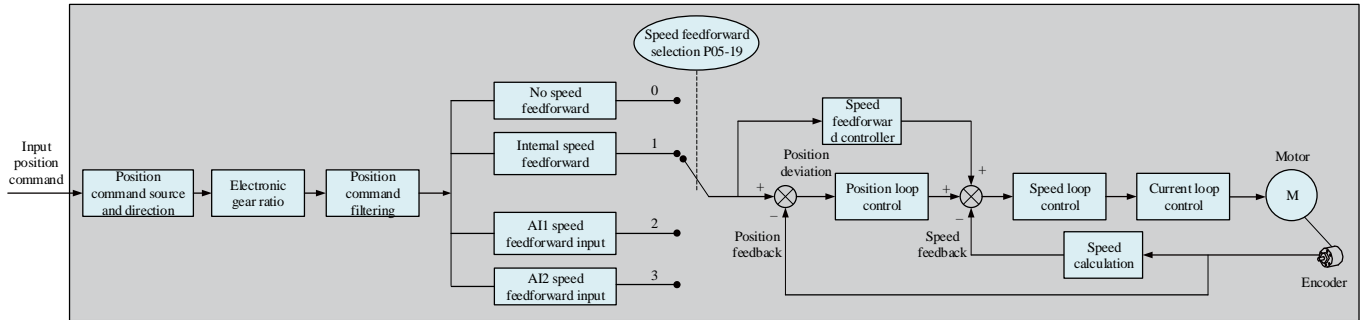 Speed feedforward
selection P05-19
No speed
feedforward
0
Internal speed
feedforward
1
AI1 speed
feedforward input
2
AI2 speed
feedforward input
3
Input
position
command
Position
command source
and direction
Electronic
gear ratio
Position
command
filtering
Speed
feedforwar
d controller
Position
deviation
+
−
Position loop
control
+
+
−
Speed loop
control
Current loop
control
Motor
M
Position
feedback
Speed
feedback
Speed
calculation
Encoder